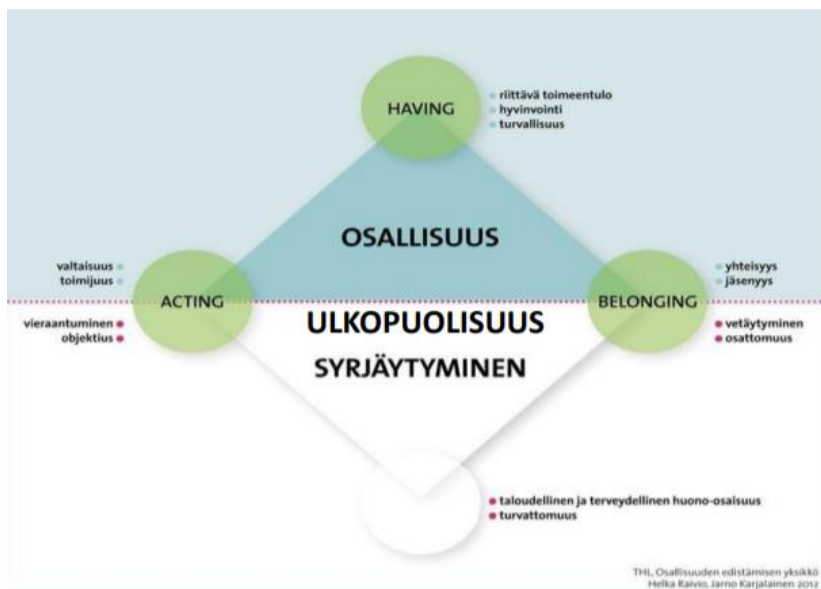 HAVING
riittävä toimeentulo
hyvinvointi
turvallisuus
OSALLISUUS
valtaisuus
toimijuus
ACTING
vieraantuminen
objektius
yhteisyys
jäsenyys
BELONGING
vetäytyminen
osattomuus
ULKOPUOLISUUS
SYRJÄYTYMINEN
taloudellinen ja terveydellinen huono-osaisuus
turvattomuus
THL, Osallisuuden edistämisen yksikkö
Helka Raivio, Jarno Karjalainen 2012